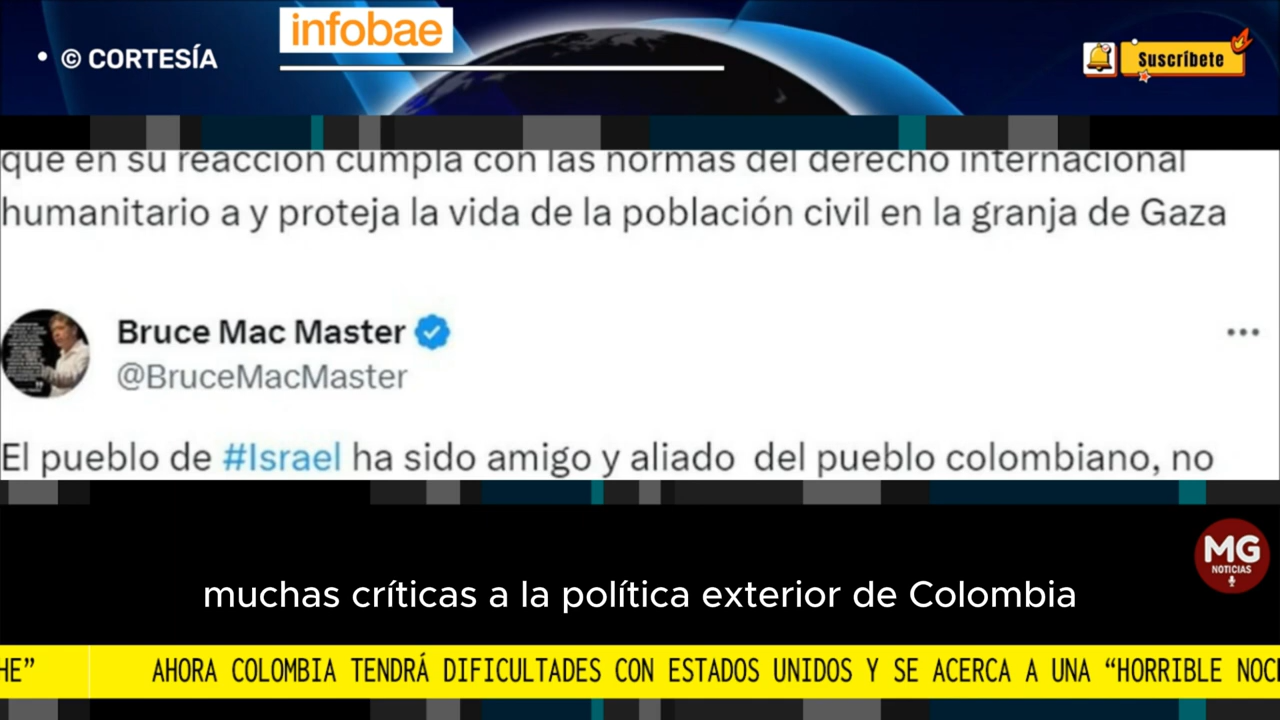 infobae
• © CORTESÍA
Suscríbete
que en su reacción cumpla con las normas del derecho internacional
humanitario a y proteja la vida de la población civil en la granja de Gaza
Bruce Mac Master
@BruceMacMaster
El pueblo de #Israel ha sido amigo y aliado del pueblo colombiano, no
MG
NOTICIAS
muchas críticas a la política exterior de Colombia
HE” AHORA COLOMBIA TENDRÁ DIFICULTADES CON ESTADOS UNIDOS Y SE ACERCA A UNA “HORRIBLE NOC